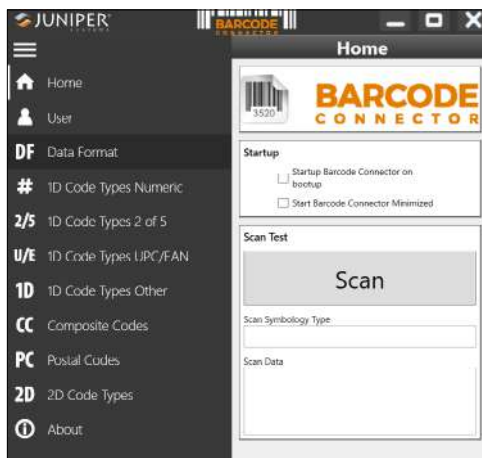 JUNIPER
SYSTEMS
BARCODE
CONNECTOR
Home
Home
User
DF Data Format
# 1D Code Types Numeric
2/5 1D Code Types 2 of 5
U/E 1D Code Types UPC/EAN
1D 1D Code Types Other
CC Composite Codes
PC Postal Codes
2D 2D Code Types
About
3520
BARCODE
CONNECTOR
Startup
Startup Barcode Connector on
bootup
Start Barcode Connector Minimized
Scan Test
Scan
Scan Symbology Type
Scan Data